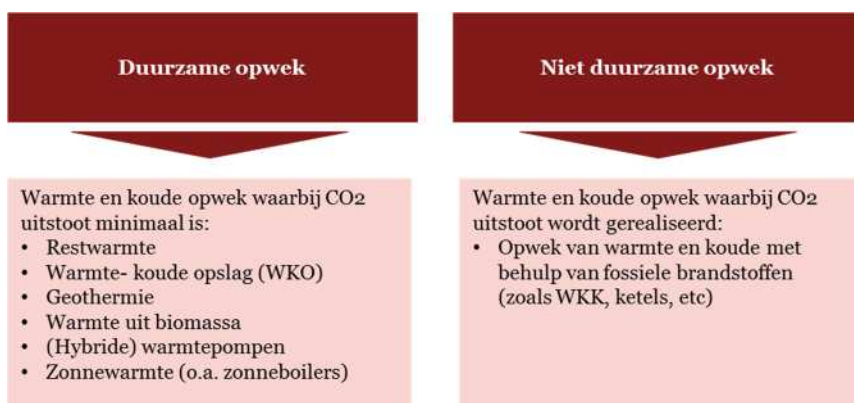 Duurzame opwek
Warmte en koude opwek waarbij CO2
uitstoot minimaal is:
• Restwarmte
• Warmte- koude opslag (WKO)
• Geothermie
• Warmte uit biomassa
• (Hybride) warmtepompen
• Zonnewarmte (o.a. zonneboilers)
Niet duurzame opwek
Warmte en koude opwek waarbij CO2
uitstoot wordt gerealiseerd:
• Opwek van warmte en koude met
behulp van fossiele brandstoffen
(zoals WKK, ketels, etc)